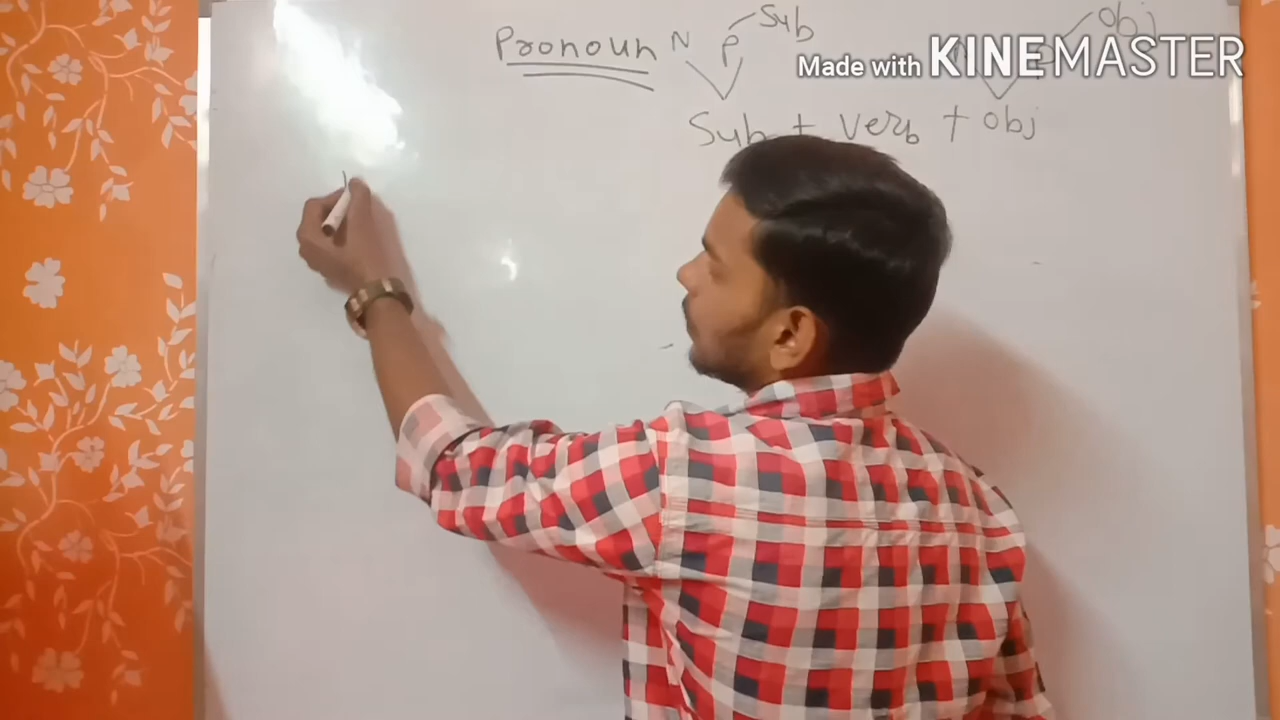 Pronoun N P Sub Obj
Made with KINEMASTER
Sub + Verb + Obj